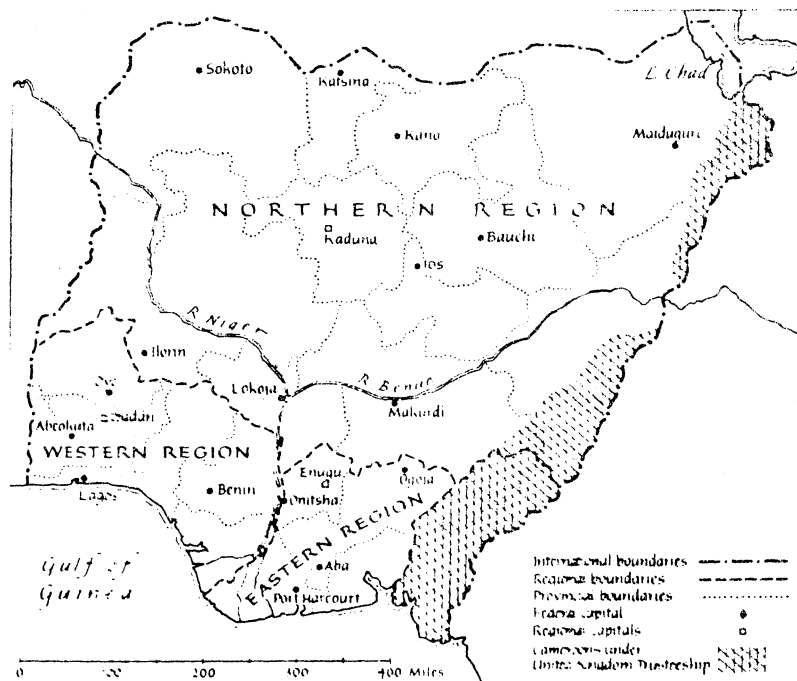 Sokoto
Katsina
L. Chad
Kano
Maiduguri
NORTHERN REGION
Kaduna
Bauchi
Jos
R. Niger
Ilorin
R. Benue
Lokoja
Oyo
Makurdi
Ibadan
Abeokuta
WESTERN REGION
Enugu
Ogoja
Lagos
Benin
Onitsha
EASTERN REGION
Gulf of
Guinea
Aba
Port Harcourt
International boundaries
Regional boundaries
Provincial boundaries
Federal capital
Regional capitals
Cameroons under
United Kingdom Trusteeship
0 100 200 300 400 Miles